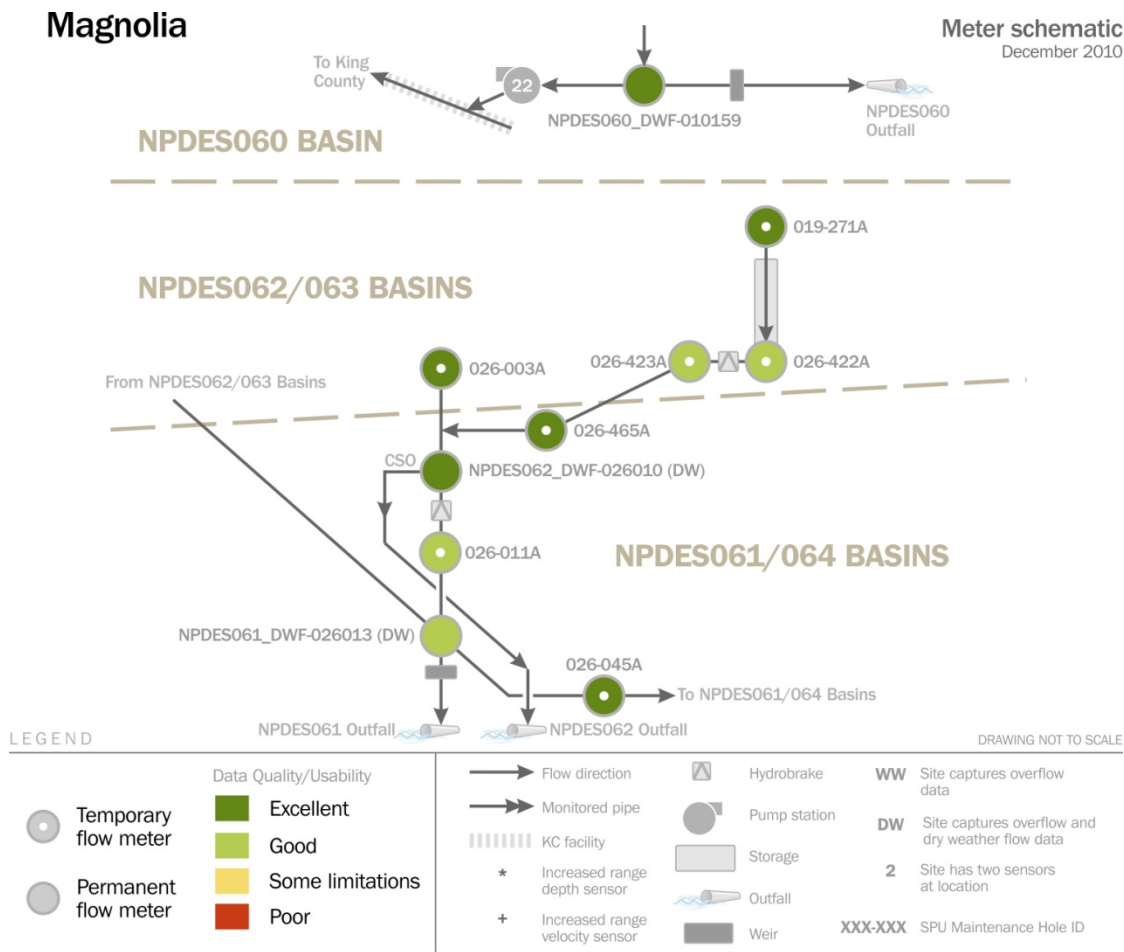 Magnolia
Meter schematic
December 2010
To King
County
22
NPDES060_DWF-010159
NPDES060
Outfall
NPDES060 BASIN
019-271A
NPDES062/063 BASINS
026-423A
026-422A
026-003A
From NPDES062/063 Basins
026-465A
CSO
NPDES062_DWF-026010 (DW)
026-011A
NPDES061/064 BASINS
NPDES061_DWF-026013 (DW)
026-045A
To NPDES061/064 Basins
NPDES061 Outfall
NPDES062 Outfall
LEGEND
DRAWING NOT TO SCALE
Temporary
flow meter
Permanent
flow meter
Data Quality/Usability
Excellent
Good
Some limitations
Poor
Flow direction
Monitored pipe
KC facility
* Increased range
depth sensor
+ Increased range
velocity sensor
Hydrobrake
Pump station
Storage
Outfall
Weir
WW Site captures overflow
data
DW Site captures overflow and
dry weather flow data
2 Site has two sensors
at location
XXX-XXX SPU Maintenance Hole ID